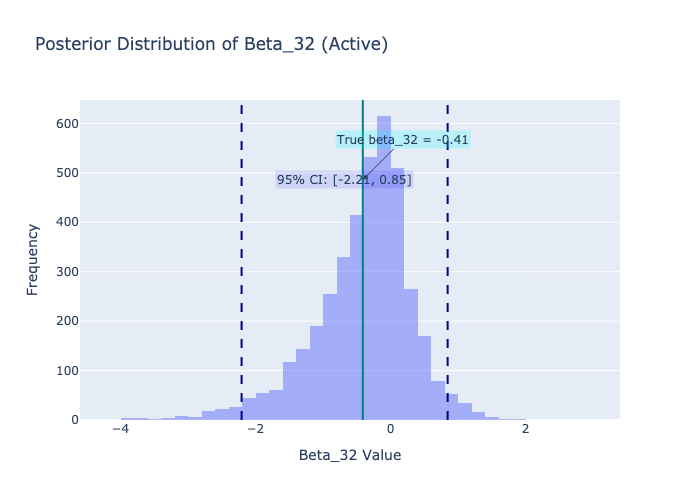 Posterior Distribution of Beta_32 (Active)
600
True beta_32 = -0.41
500
95% CI: [-2.21, 0.85]
400
300
200
100
0
Frequency
−4
−2
0
2
Beta_32 Value